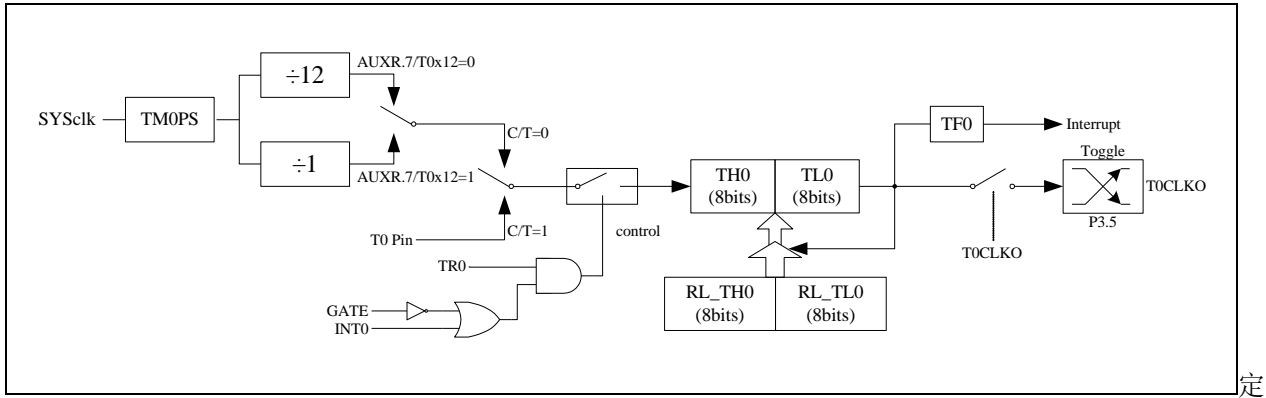 SYSclk
TM0PS
÷12
÷1
AUXR.7/T0x12=0
AUXR.7/T0x12=1
C/T=0
C/T=1
T0 Pin
TR0
GATE
INT0
control
TH0
(8bits)
TL0
(8bits)
RL_TH0
(8bits)
RL_TL0
(8bits)
TF0
Interrupt
T0CLKO
Toggle
P3.5
T0CLKO
定